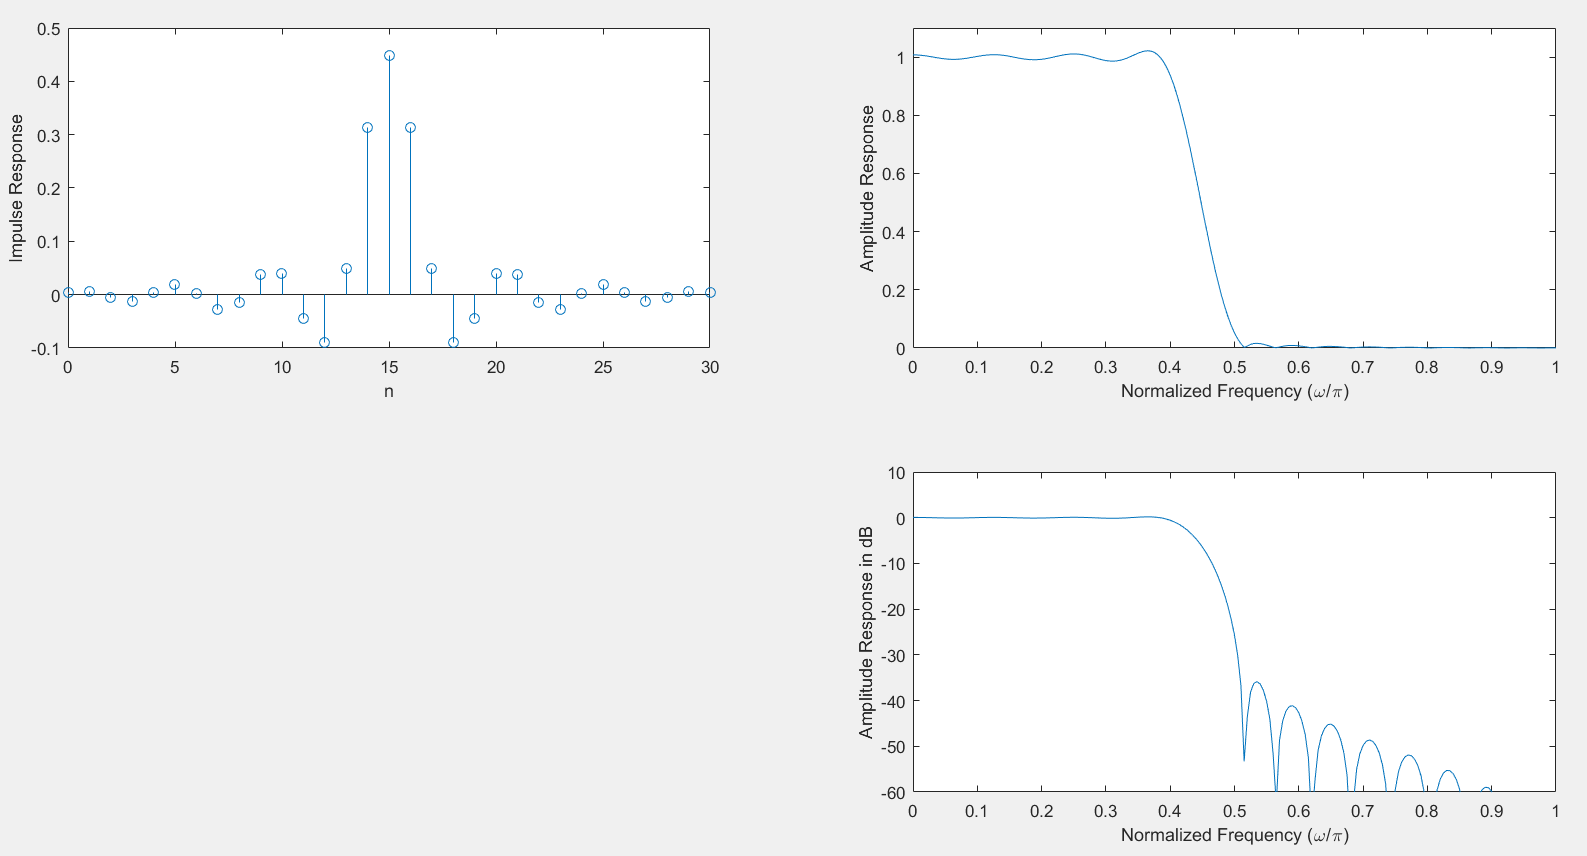 Impulse Response
0.5
0.4
0.3
0.2
0.1
0
-0.1
0 5 10 15 20 25 30
n
Amplitude Response
1
0.8
0.6
0.4
0.2
0
0 0.1 0.2 0.3 0.4 0.5 0.6 0.7 0.8 0.9 1
Normalized Frequency (ω/π)
Amplitude Response in dB
10
0
-10
-20
-30
-40
-50
-60
0 0.1 0.2 0.3 0.4 0.5 0.6 0.7 0.8 0.9 1
Normalized Frequency (ω/π)